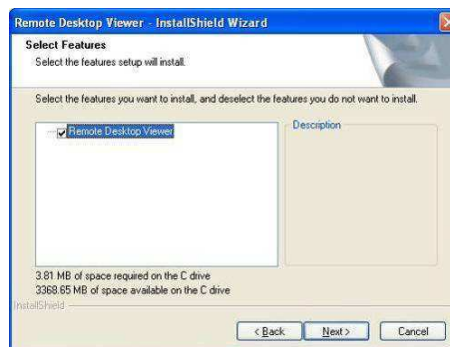 Remote Desktop Viewer - InstallShield Wizard
Select Features
Select the features setup will install.
Select the features you want to install, and deselect the features you do not want to install.
Remote Desktop Viewer
Description
3.81 MB of space required on the C drive
3368.65 MB of space available on the C drive
InstallShield
< Back
Next >
Cancel